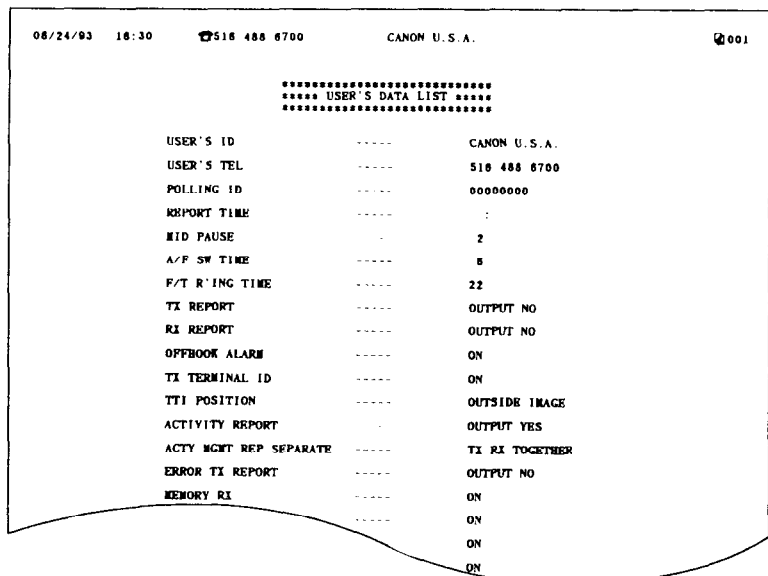 08/24/93 16:30 ☎516 488 6700 CANON U.S.A. 001
*****************************
***** USER'S DATA LIST *****
*****************************
USER'S ID ----- CANON U.S.A.
USER'S TEL ----- 516 488 6700
POLLING ID ----- 00000000
REPORT TIME ----- :
MID PAUSE - 2
A/F SW TIME ----- 8
F/T R'ING TIME ----- 22
TX REPORT ----- OUTPUT NO
RX REPORT ----- OUTPUT NO
OFFHOOK ALARM ----- ON
TX TERMINAL ID ----- ON
TTI POSITION ----- OUTSIDE IMAGE
ACTIVITY REPORT - OUTPUT YES
ACTY MGMT REP SEPARATE ----- TX RX TOGETHER
ERROR TX REPORT ----- OUTPUT NO
MEMORY RX ON
----- ON
ON
ON